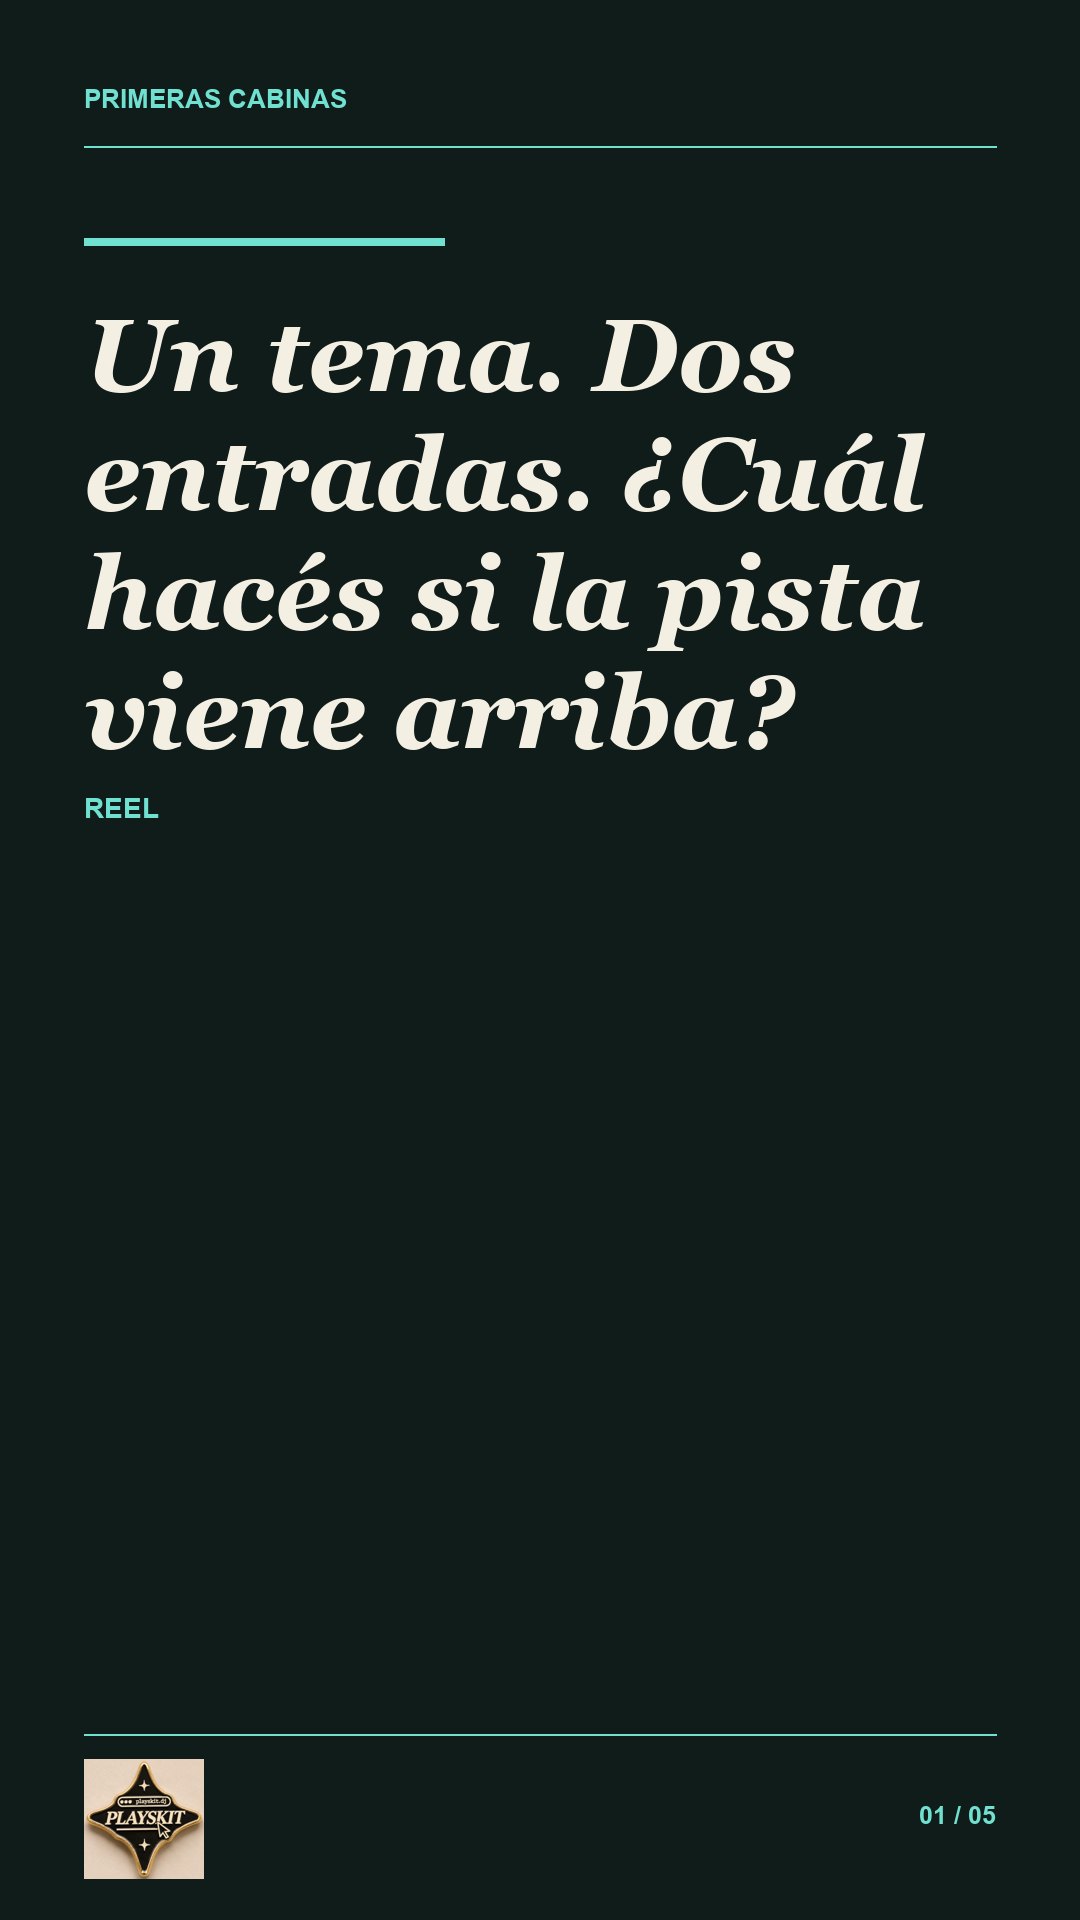 PRIMERAS CABINAS
Un tema. Dos
entradas. ¿Cuál
hacés si la pista
viene arriba?
REEL
playskit.dj
PLAYSKIT
01 / 05